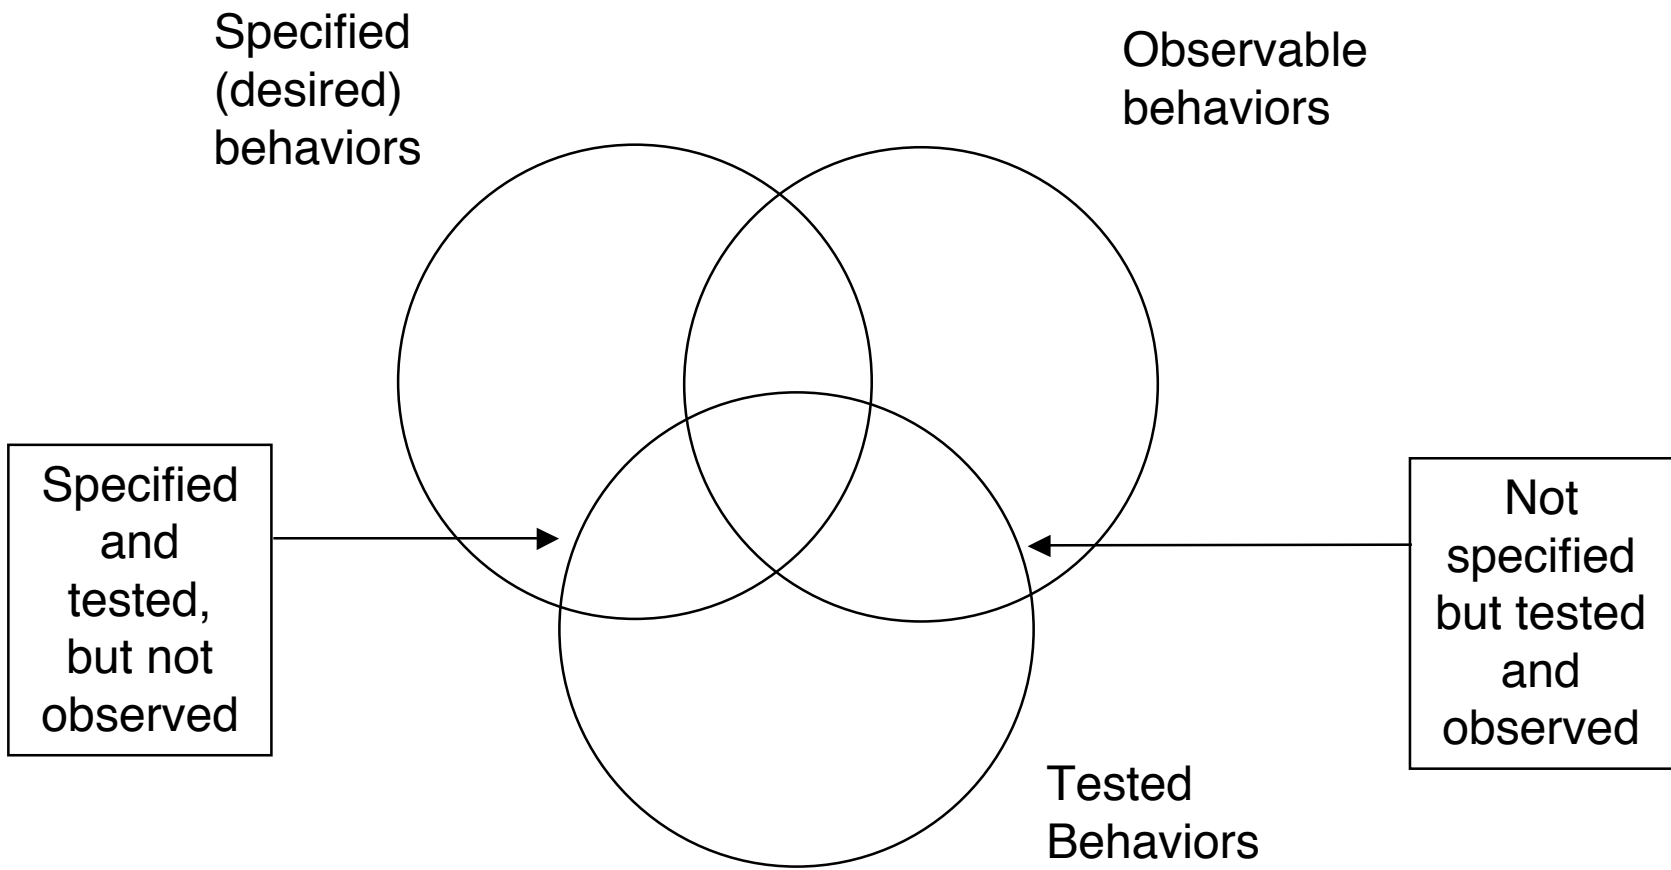 Specified
(desired)
behaviors
Observable
behaviors
Specified
and
tested,
but not
observed
Not
specified
but tested
and
observed
Tested
Behaviors